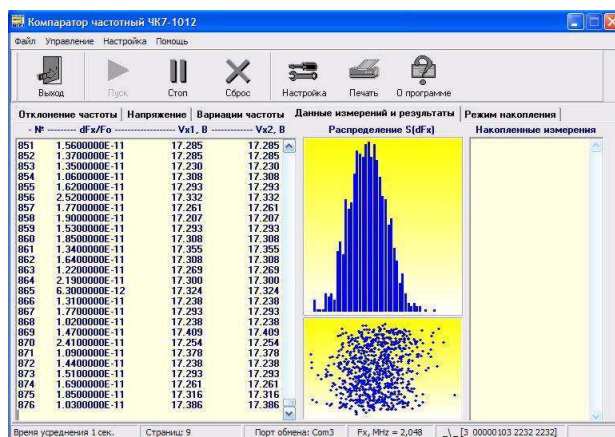 Компаратор частотный ЧК7-1012
Файл Управление Настройка Помощь
Выход Пуск Стоп Сброс Настройка Печать О программе
Отклонение частоты Напряжение Вариации частоты Данные измерений и результаты Режим накопления
- № --------- dFx/Fo --------------- Vx1, В ----------- Vx2, В Распределение S(dFx) Накопленные измерения
851 1.5600000E-11 17.285 17.285
852 1.3700000E-11 17.285 17.285
853 1.3500000E-11 17.230 17.230
854 1.0600000E-11 17.308 17.308
855 1.6200000E-11 17.293 17.293
856 2.5200000E-11 17.332 17.332
857 1.7700000E-11 17.261 17.261
858 1.9000000E-11 17.207 17.207
859 1.5300000E-11 17.293 17.293
860 1.8500000E-11 17.308 17.308
861 1.3400000E-11 17.355 17.355
862 1.6400000E-11 17.308 17.308
863 1.2200000E-11 17.269 17.269
864 2.1900000E-11 17.300 17.300
865 6.3000000E-12 17.324 17.324
866 1.3100000E-11 17.238 17.238
867 1.7700000E-11 17.293 17.293
868 1.0200000E-11 17.238 17.238
869 1.4700000E-11 17.409 17.409
870 2.4100000E-11 17.254 17.254
871 1.0900000E-11 17.378 17.378
872 1.4400000E-11 17.238 17.238
873 1.5100000E-11 17.293 17.293
874 1.6900000E-11 17.261 17.261
875 1.8500000E-11 17.316 17.316
876 1.0300000E-11 17.386 17.386
Время усреднения 1 сек. Страниц: 9 Порт обмена: Com3 Fx, MHz = 2,048 _\_ [3 00000103 2232 2232]